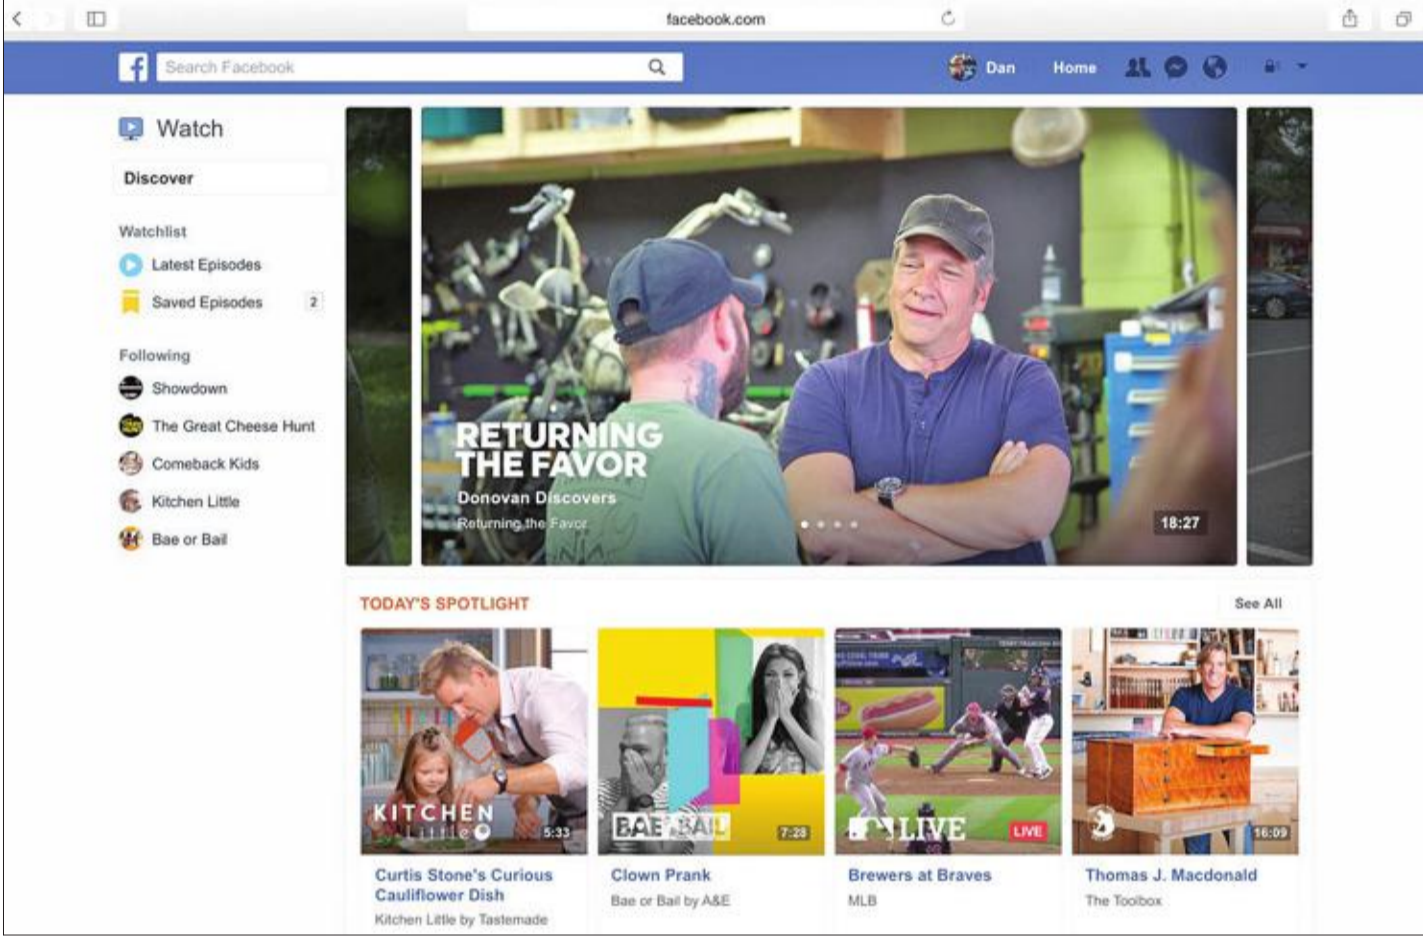 facebook.com
f
Search Facebook
Dan
Home
Watch
Discover
Watchlist
Latest Episodes
Saved Episodes 2
Following
Showdown
The Great Cheese Hunt
Comeback Kids
Kitchen Little
Bae or Bail
RETURNING
THE FAVOR
Donovan Discovers
Returning the Favor
18:27
TODAY'S SPOTLIGHT
See All
KITCHEN
Little
5:33
Curtis Stone's Curious
Cauliflower Dish
Kitchen Little by Tastemade
BAE BAIL
7:28
Clown Prank
Bae or Bail by A&E
LIVE
LIVE
Brewers at Braves
MLB
16:09
Thomas J. Macdonald
The Toolbox